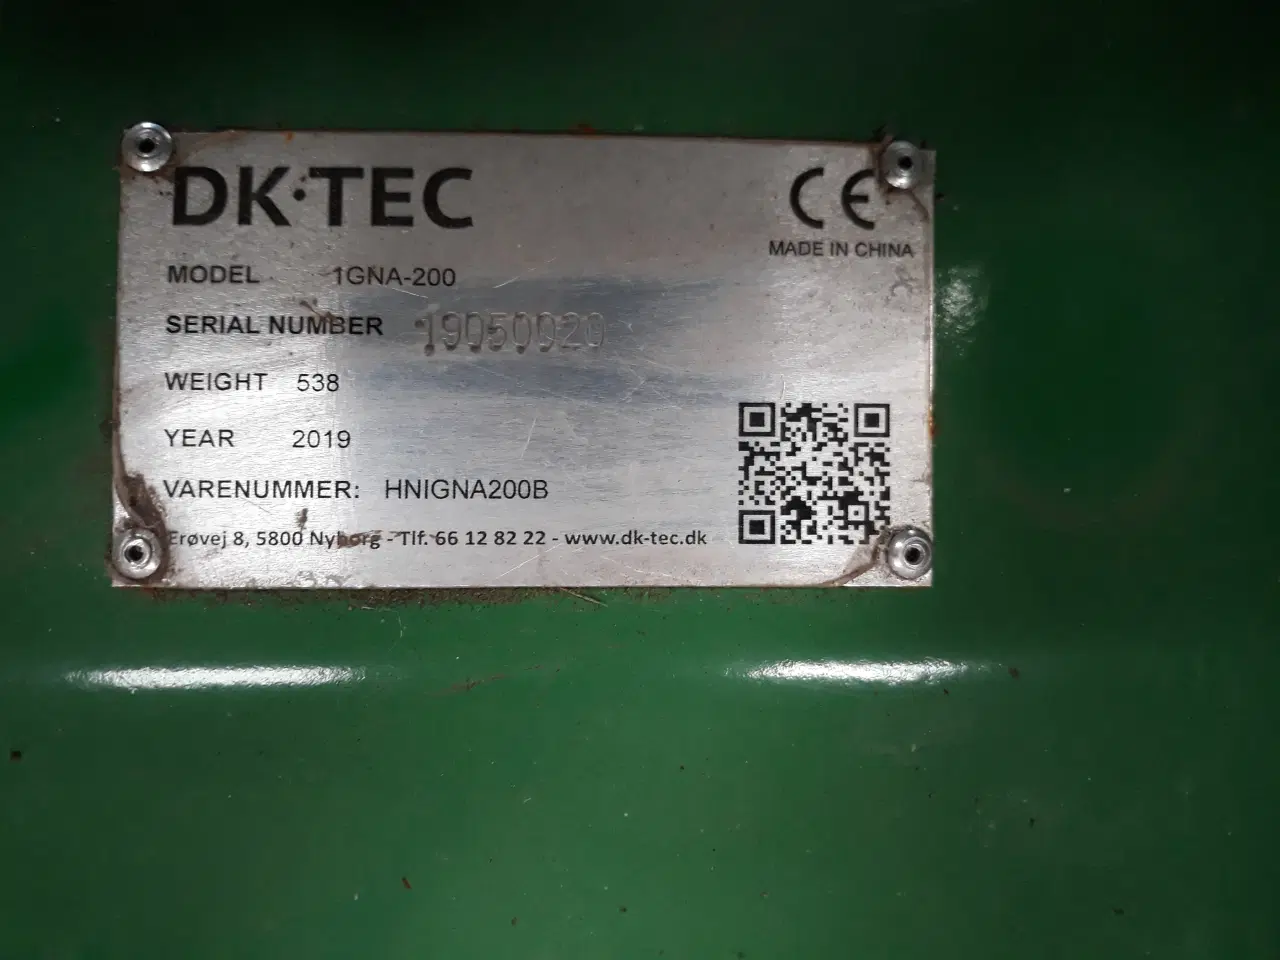 DK·TEC
CE
MADE IN CHINA
MODEL 1GNA-200
SERIAL NUMBER 19050020
WEIGHT 538
YEAR 2019
VARENUMMER: HNIGNA200B
Erøvej 8, 5800 Nyborg - Tlf. 66 12 82 22 - www.dk-tec.dk